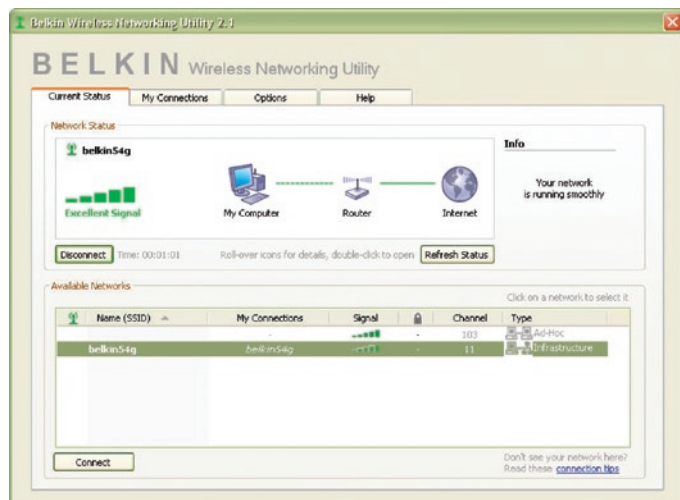 Belkin Wireless Networking Utility 2.1
BELKIN Wireless Networking Utility
Current Status My Connections Options Help
Network Status
belkin54g
Excellent Signal
My Computer Router Internet
Info
Your network
is running smoothly
Disconnect Time: 00:01:01 Roll-over icons for details, double-click to open Refresh Status
Available Networks
Click on a network to select it
Name (SSID) My Connections Signal Channel Type
- - 103 Ad-Hoc
belkin54g belkin54g - 11 Infrastructure
Connect
Don't see your network here?
Read these connection tips